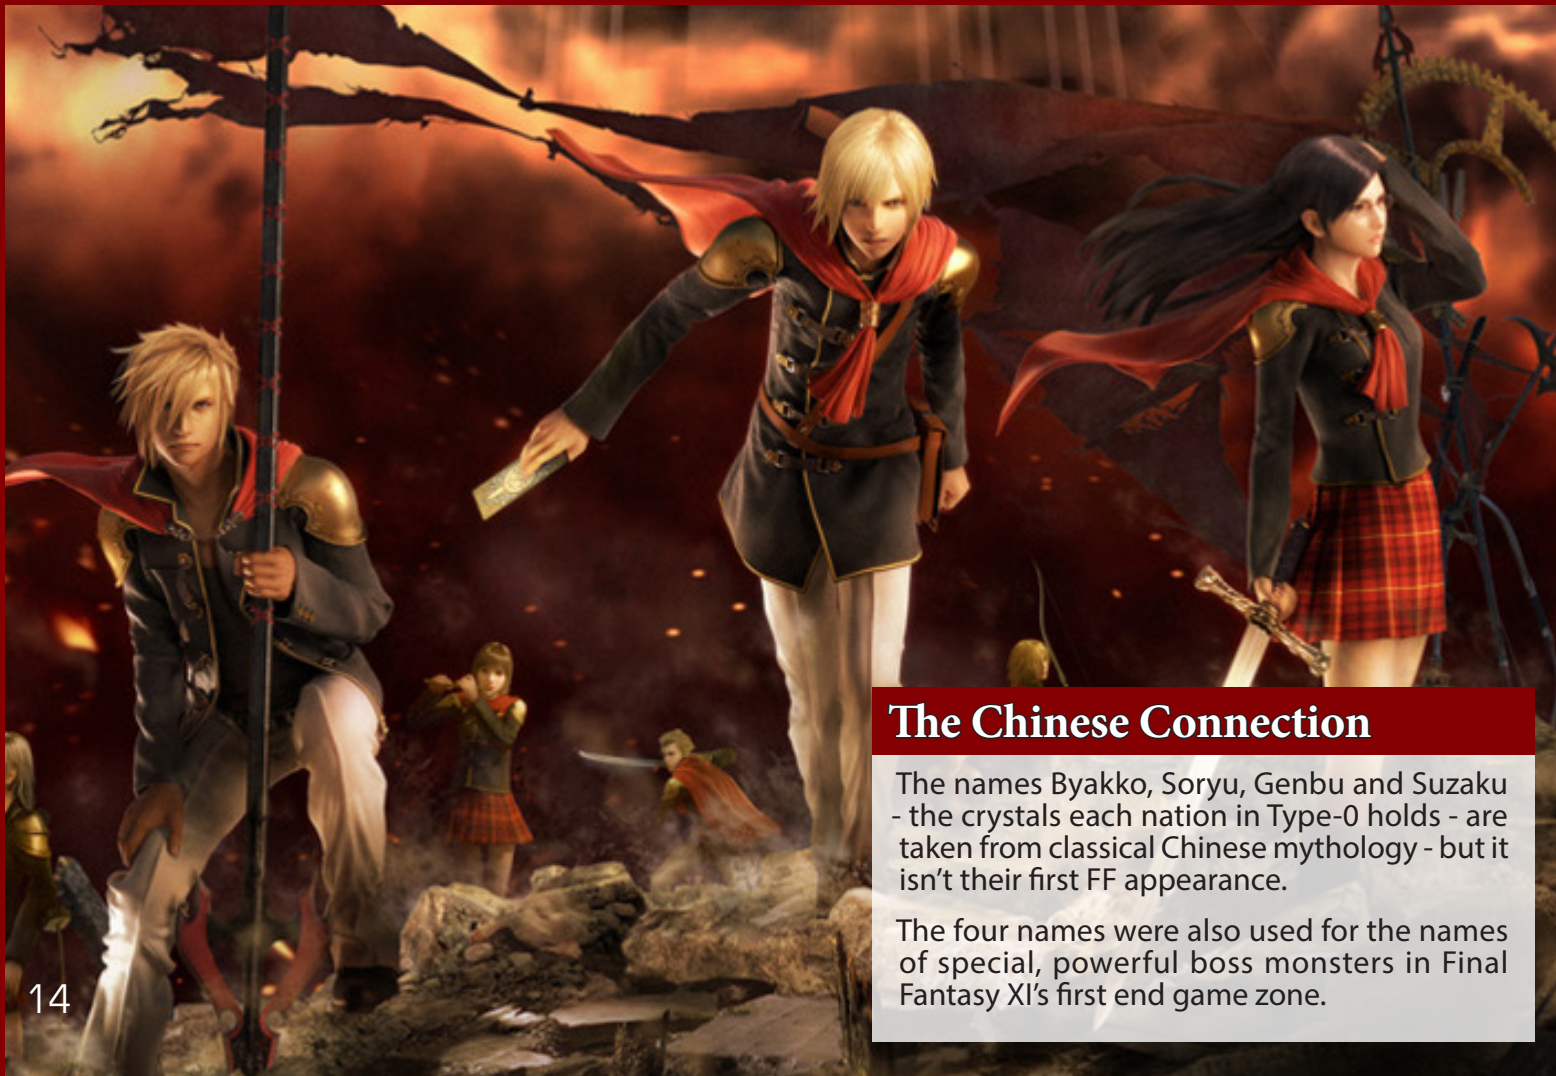 The Chinese Connection
The names Byakko, Soryu, Genbu and Suzaku
- the crystals each nation in Type-0 holds - are
taken from classical Chinese mythology - but it
isn't their first FF appearance.
The four names were also used for the names
of special, powerful boss monsters in Final
Fantasy XI's first end game zone.
14